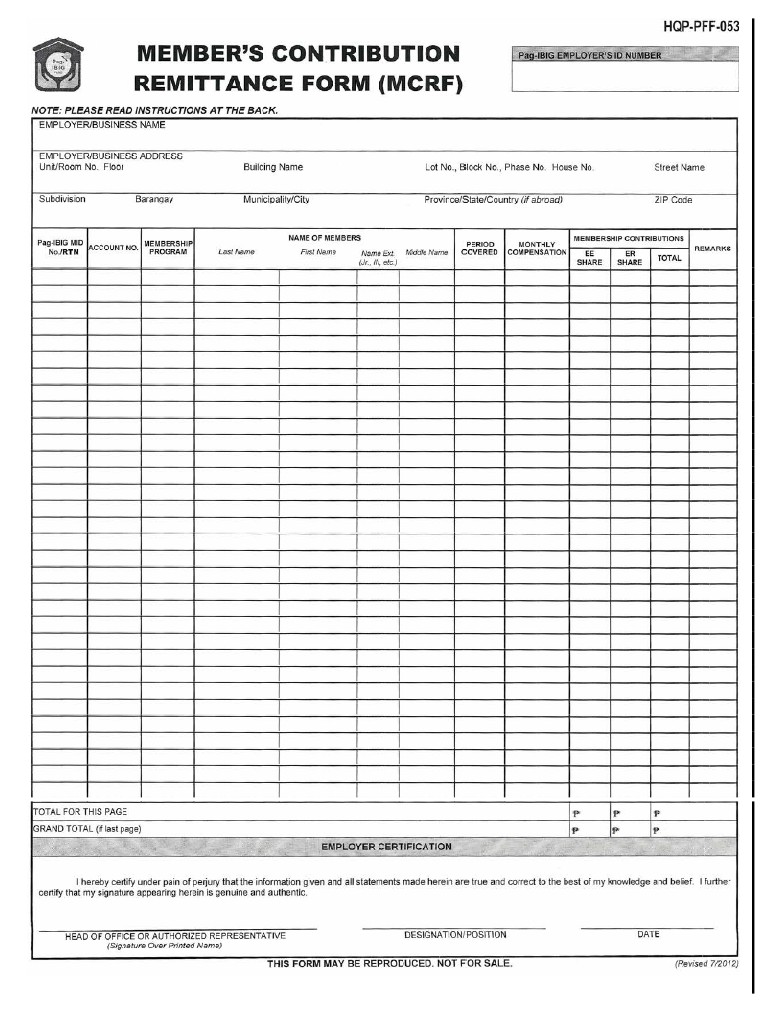 HQP-PFF-053
Pag-IBIG
MEMBER'S CONTRIBUTION
REMITTANCE FORM (MCRF)
Pag-IBIG EMPLOYER'S ID NUMBER
NOTE: PLEASE READ INSTRUCTIONS AT THE BACK.
EMPLOYER/BUSINESS NAME
EMPLOYER/BUSINESS ADDRESS
Unit/Room No. Floor Building Name Lot No., Block No., Phase No. House No. Street Name
Subdivision Barangay Municipality/City Province/State/Country (if abroad) ZIP Code
Pag-IBIG MID No./RTN
ACCOUNT NO.
MEMBERSHIP PROGRAM
NAME OF MEMBERS
Last Name First Name Name Ext. (Jr., II, etc.) Middle Name
PERIOD COVERED
MONTHLY COMPENSATION
MEMBERSHIP CONTRIBUTIONS
EE SHARE ER SHARE TOTAL
REMARKS
TOTAL FOR THIS PAGE ₱ ₱ ₱
GRAND TOTAL (if last page) ₱ ₱ ₱
EMPLOYER CERTIFICATION
I hereby certify under pain of perjury that the information given and all statements made herein are true and correct to the best of my knowledge and belief. I further
certify that my signature appearing herein is genuine and authentic.
HEAD OF OFFICE OR AUTHORIZED REPRESENTATIVE DESIGNATION/POSITION DATE
(Signature Over Printed Name)
THIS FORM MAY BE REPRODUCED. NOT FOR SALE. (Revised 7/2012)